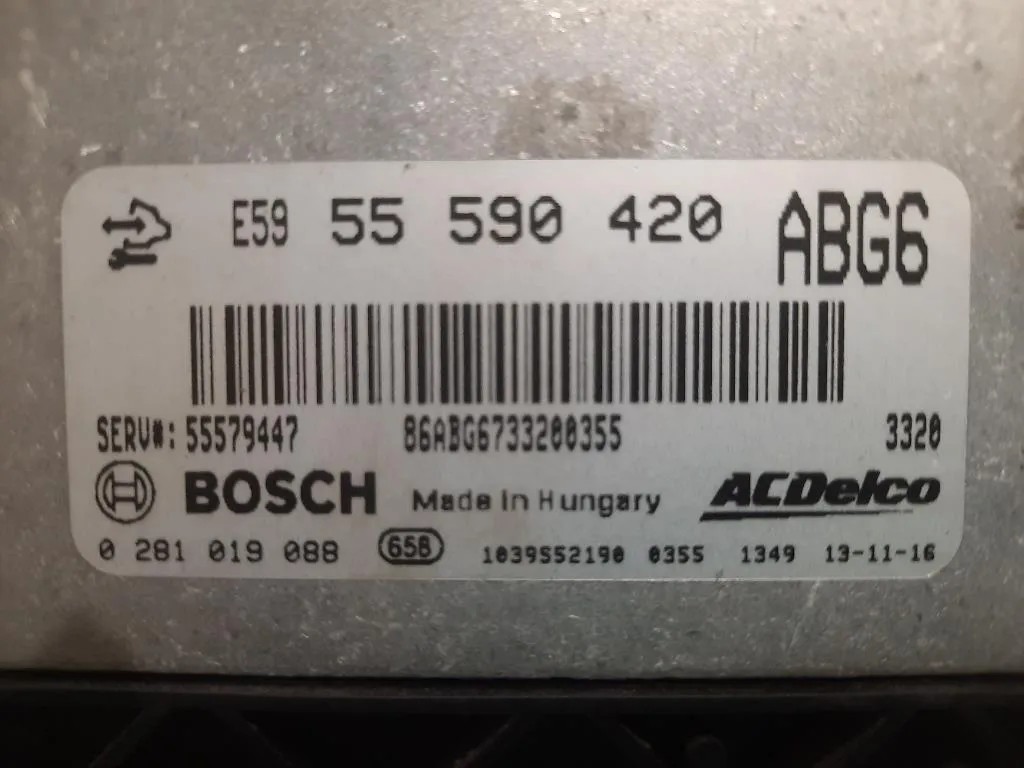 E59 55 590 420 ABG6
SERV#: 55579447 86ABG6733200355 3320
BOSCH Made in Hungary ACDelco
0 281 019 088 65B 1039S52190 0355 1349 13-11-16